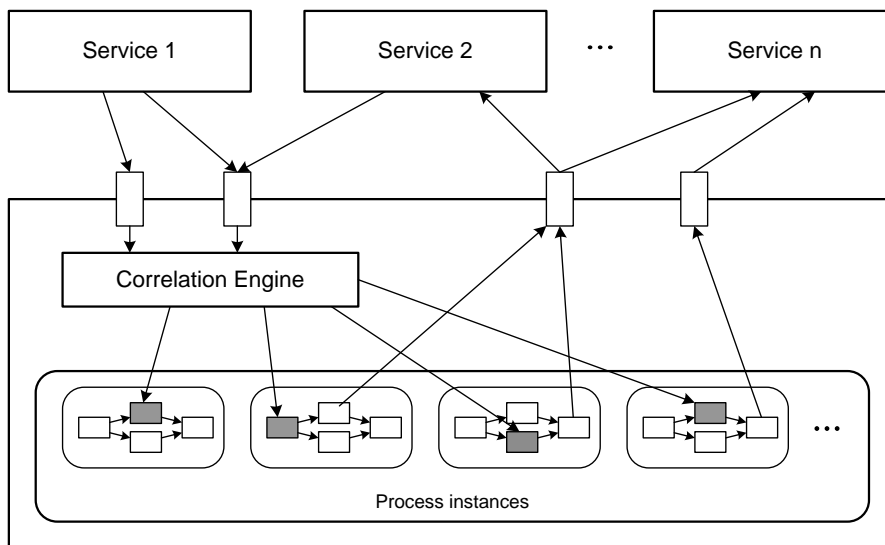 Service 1
Service 2
...
Service n
Correlation Engine
...
Process instances